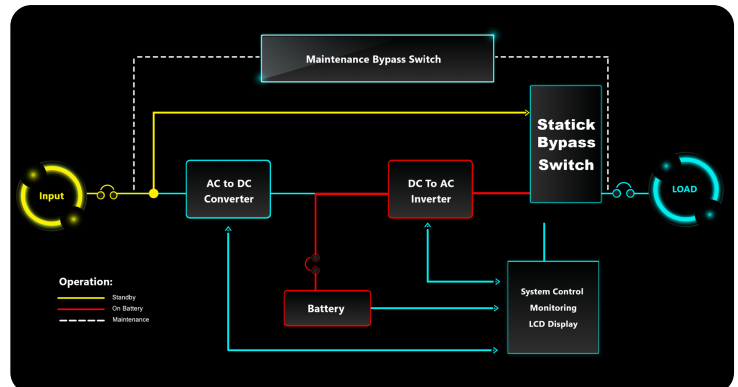 Maintenance Bypass Switch
Statick
Bypass
Switch
Input
AC to DC
Converter
DC To AC
Inverter
LOAD
Operation:
Standby
On Battery
Maintenance
Battery
System Control
Monitoring
LCD Display